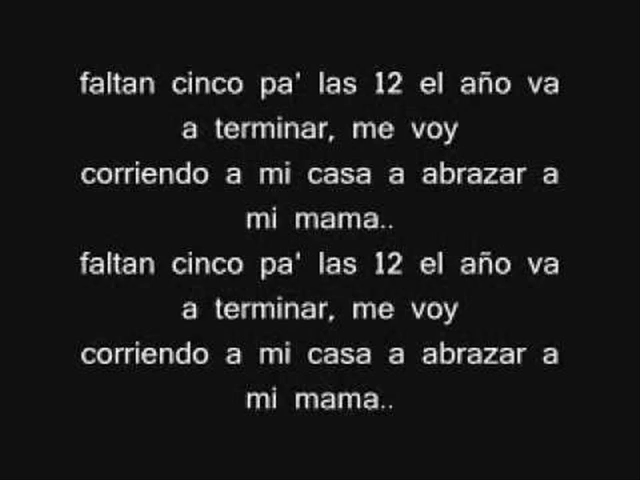 faltan cinco pa' las 12 el año va
a terminar, me voy
corriendo a mi casa a abrazar a
mi mama..
faltan cinco pa' las 12 el año va
a terminar, me voy
corriendo a mi casa a abrazar a
mi mama..